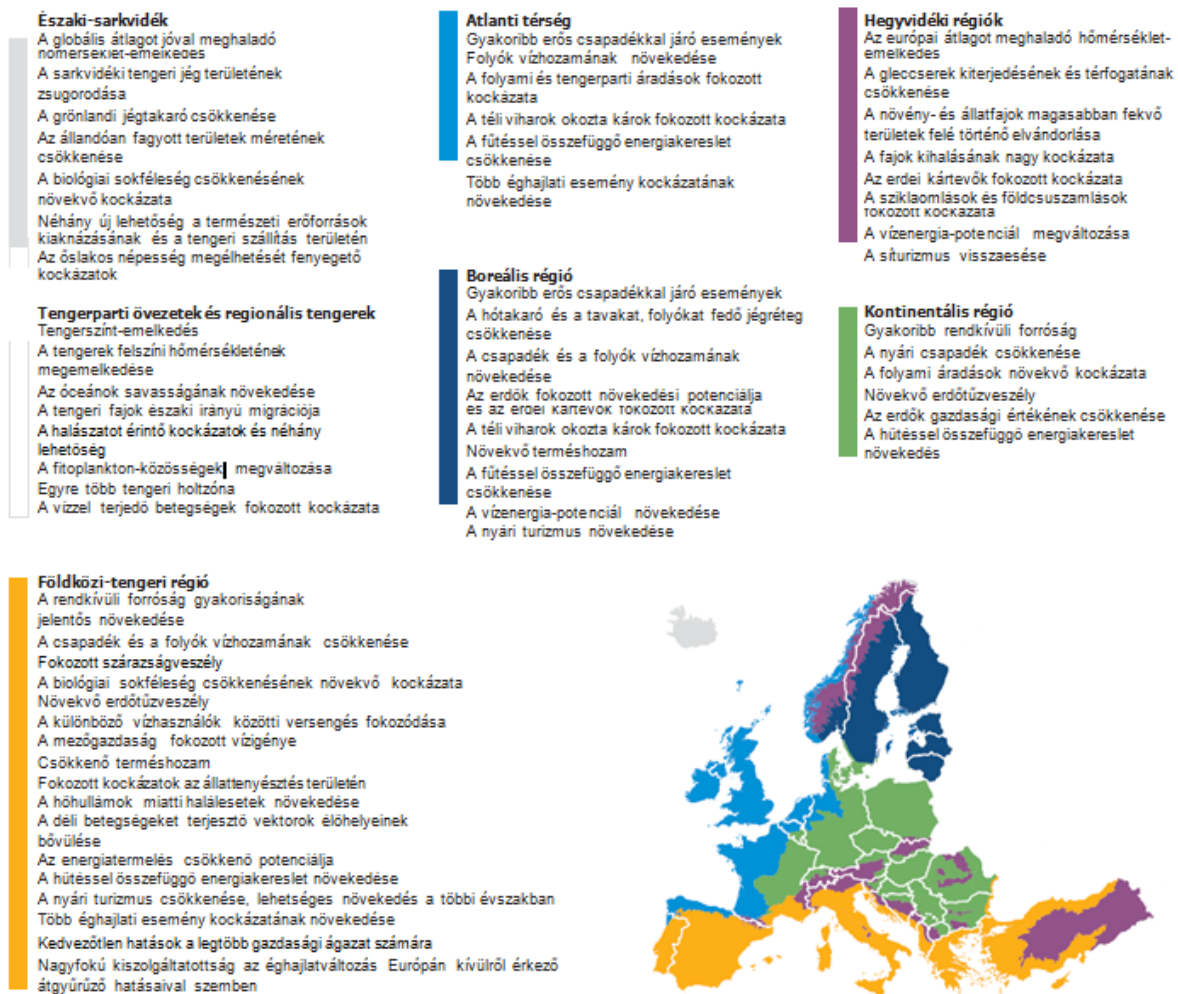 Északi-sarkvidék
A globális átlagot jóval meghaladó
hőmérséklet-emelkedés
A sarkvidéki tengeri jég területének
zsugorodása
A grönlandi jégtakaró csökkenése
Az állandóan fagyott területek méretének
csökkenése
A biológiai sokféleség csökkenésének
növekvő kockázata
Néhány új lehetőség a természeti erőforrások
kiaknázásának és a tengeri szállítás területén
Az őslakos népesség megélhetését fenyegető
kockázatok
Tengerparti övezetek és regionális tengerek
Tengerszint-emelkedés
A tengerek felszíni hőmérsékletének
megemelkedése
Az óceánok savasságának növekedése
A tengeri fajok északi irányú migrációja
A halászatot érintő kockázatok és néhány
lehetőség
A fitoplankton-közösségek megváltozása
Egyre több tengeri holtzóna
A vízzel terjedő betegségek fokozott kockázata
Atlanti térség
Gyakoribb erős csapadékkal járó események
Folyók vízhozamának növekedése
A folyami és tengerparti áradások fokozott
kockázata
A téli viharok okozta károk fokozott kockázata
A fűtéssel összefüggő energiakereslet
csökkenése
Több éghajlati esemény kockázatának
növekedése
Boreális régió
Gyakoribb erős csapadékkal járó események
A hótakaró és a tavakat, folyókat fedő jégréteg
csökkenése
A csapadék és a folyók vízhozamának
növekedése
Az erdők fokozott növekedési potenciálja
és az erdei kártevők fokozott kockázata
A téli viharok okozta károk fokozott kockázata
Növekvő terméshozam
A fűtéssel összefüggő energiakereslet
csökkenése
A vízenergia-potenciál növekedése
A nyári turizmus növekedése
Hegyvidéki régiók
Az európai átlagot meghaladó hőmérséklet-
emelkedés
A gleccserek kiterjedésének és térfogatának
csökkenése
A növény- és állatfajok magasabban fekvő
területek felé történő elvándorlása
A fajok kihalásának nagy kockázata
Az erdei kártevők fokozott kockázata
A sziklaomlások és földcsuszamlások
fokozott kockázata
A vízenergia-potenciál megváltozása
A síturizmus visszaesése
Kontinentális régió
Gyakoribb rendkívüli forróság
A nyári csapadék csökkenése
A folyami áradások növekvő kockázata
Növekvő erdőtűzveszély
Az erdők gazdasági értékének csökkenése
A hűtéssel összefüggő energiakereslet
növekedés
Földközi-tengeri régió
A rendkívüli forróság gyakoriságának
jelentős növekedése
A csapadék és a folyók vízhozamának csökkenése
Fokozott szárazságveszély
A biológiai sokféleség csökkenésének növekvő kockázata
Növekvő erdőtűzveszély
A különböző vízhasználók közötti versengés fokozódása
A mezőgazdaság fokozott vízigénye
Csökkenő terméshozam
Fokozott kockázatok az állattenyésztés területén
A hőhullámok miatti halálesetek növekedése
A déli betegségeket terjesztő vektorok élőhelyeinek
bővülése
Az energiatermelés csökkenő potenciálja
A hűtéssel összefüggő energiakereslet növekedése
A nyári turizmus csökkenése, lehetséges növekedés a többi évszakban
Több éghajlati esemény kockázatának növekedése
Kedvezőtlen hatások a legtöbb gazdasági ágazat számára
Nagyfokú kiszolgáltatottság az éghajlatváltozás Európán kívülről érkező
átgyűrűző hatásaival szemben